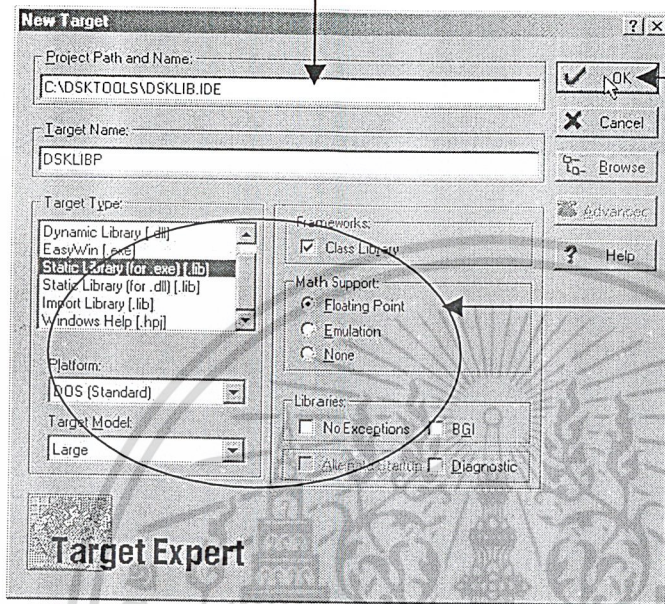 New Target
Project Path and Name:
C:\DSKTOOLS\DSKLIB.IDE
OK
Target Name:
DSKLIBP
Cancel
Browse
Advanced
Help
Target Type:
Dynamic Library [.dll]
EasyWin [.exe]
Static Library (for .exe) [.lib]
Static Library (for .dll) [.lib]
Import Library [.lib]
Windows Help [.hpj]
Platform:
DOS (Standard)
Target Model:
Large
Frameworks:
Class Library
Math Support:
Floating Point
Emulation
None
Libraries:
No Exceptions
BGI
Alternate Startup
Diagnostic
Target Expert